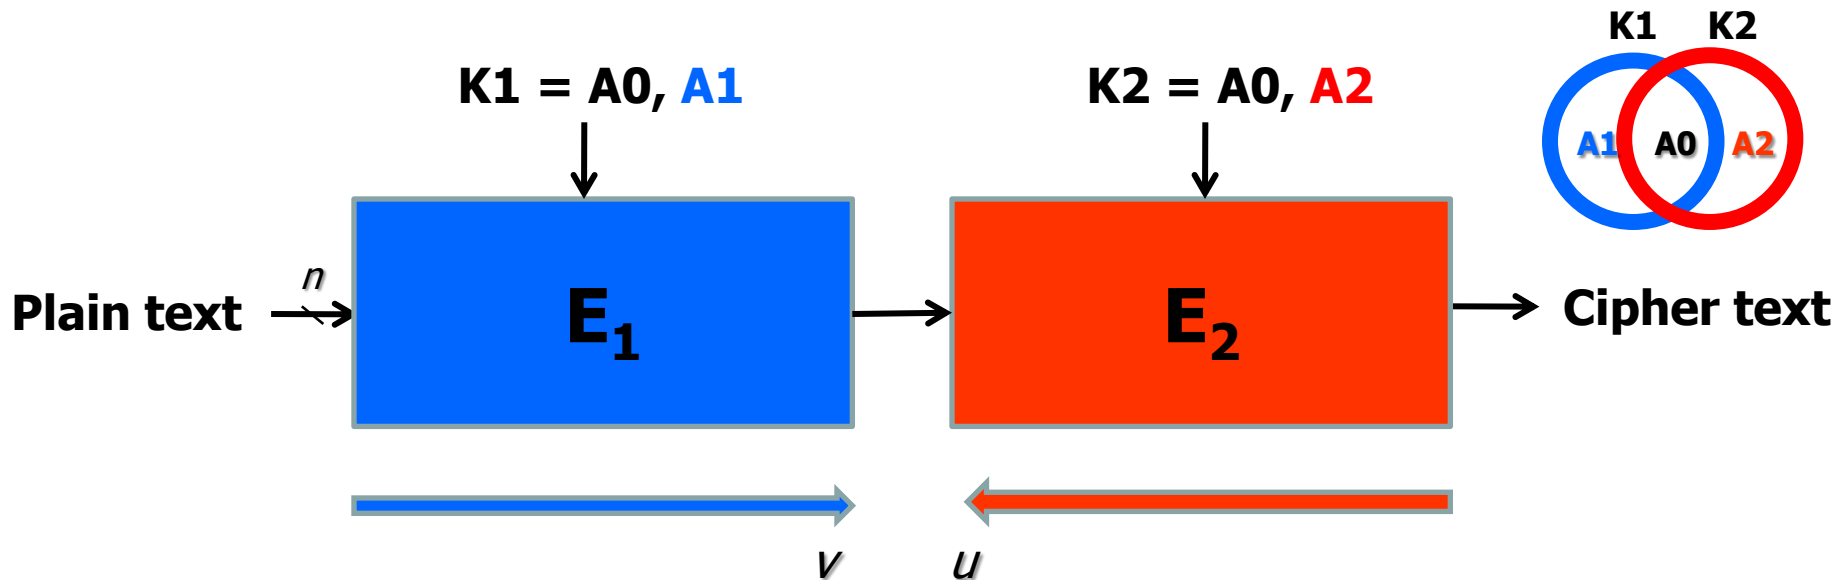 K1 K2
K1 = A0, A1
K2 = A0, A2
A1 A0 A2
n
Plain text
E1
E2
Cipher text
v
u